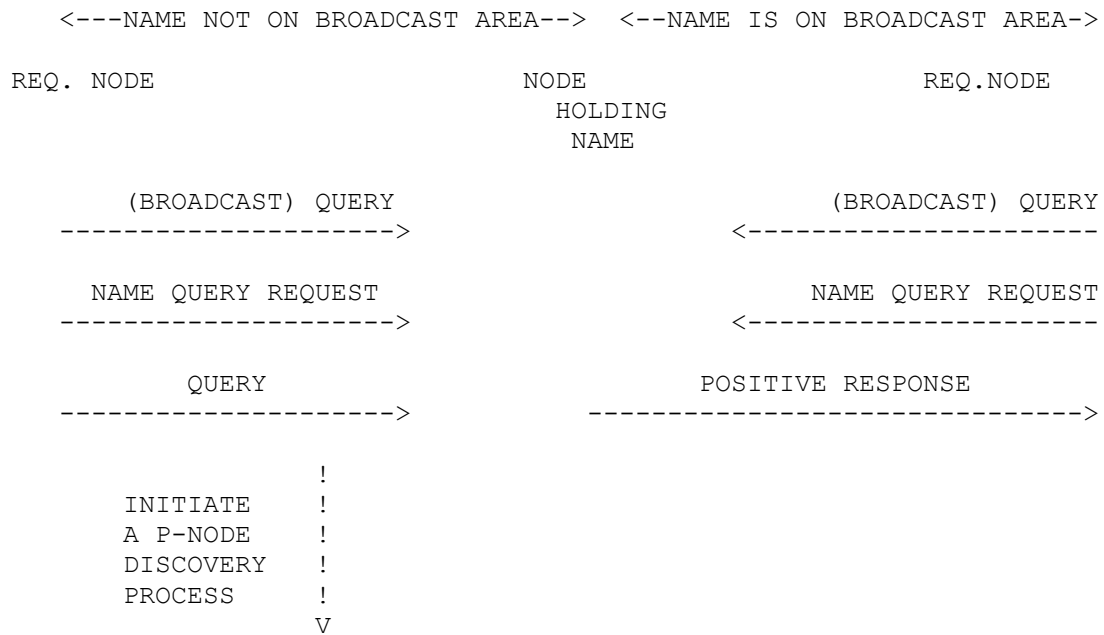 <---NAME NOT ON BROADCAST AREA--> <--NAME IS ON BROADCAST AREA->
REQ. NODE NODE REQ.NODE
HOLDING
NAME
(BROADCAST) QUERY (BROADCAST) QUERY
---------------------> <----------------------
NAME QUERY REQUEST NAME QUERY REQUEST
---------------------> <----------------------
QUERY POSITIVE RESPONSE
---------------------> ------------------------------->
!
INITIATE !
A P-NODE !
DISCOVERY !
PROCESS !
V